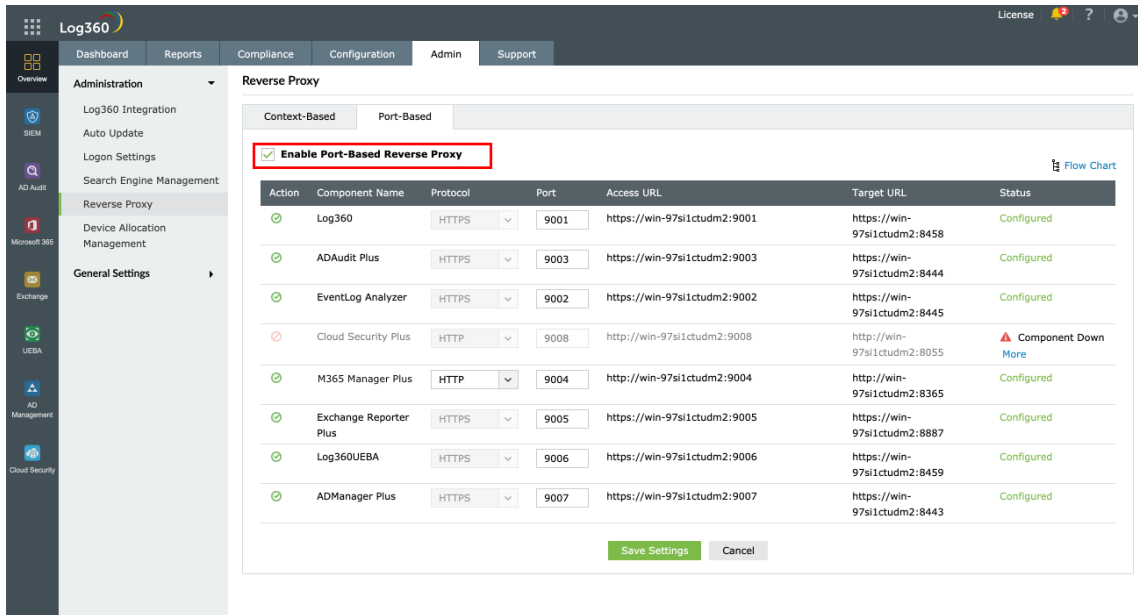 License 2 ?
Log360
Dashboard Reports Compliance Configuration Admin Support
Overview
SIEM
AD Audit
Microsoft 365
Exchange
UEBA
AD
Management
Cloud Security
Administration
Log360 Integration
Auto Update
Logon Settings
Search Engine Management
Reverse Proxy
Device Allocation
Management
General Settings
Reverse Proxy
Context-Based Port-Based
Enable Port-Based Reverse Proxy
Flow Chart
Action Component Name Protocol Port Access URL Target URL Status
Log360 HTTPS 9001 https://win-97si1ctudm2:9001 https://win-
97si1ctudm2:8458 Configured
ADAudit Plus HTTPS 9003 https://win-97si1ctudm2:9003 https://win-
97si1ctudm2:8444 Configured
EventLog Analyzer HTTPS 9002 https://win-97si1ctudm2:9002 https://win-
97si1ctudm2:8445 Configured
Cloud Security Plus HTTP 9008 http://win-97si1ctudm2:9008 http://win-
97si1ctudm2:8055 Component Down
More
M365 Manager Plus HTTP 9004 http://win-97si1ctudm2:9004 http://win-
97si1ctudm2:8365 Configured
Exchange Reporter
Plus HTTPS 9005 https://win-97si1ctudm2:9005 https://win-
97si1ctudm2:8887 Configured
Log360UEBA HTTPS 9006 https://win-97si1ctudm2:9006 https://win-
97si1ctudm2:8459 Configured
ADManager Plus HTTPS 9007 https://win-97si1ctudm2:9007 https://win-
97si1ctudm2:8443 Configured
Save Settings Cancel